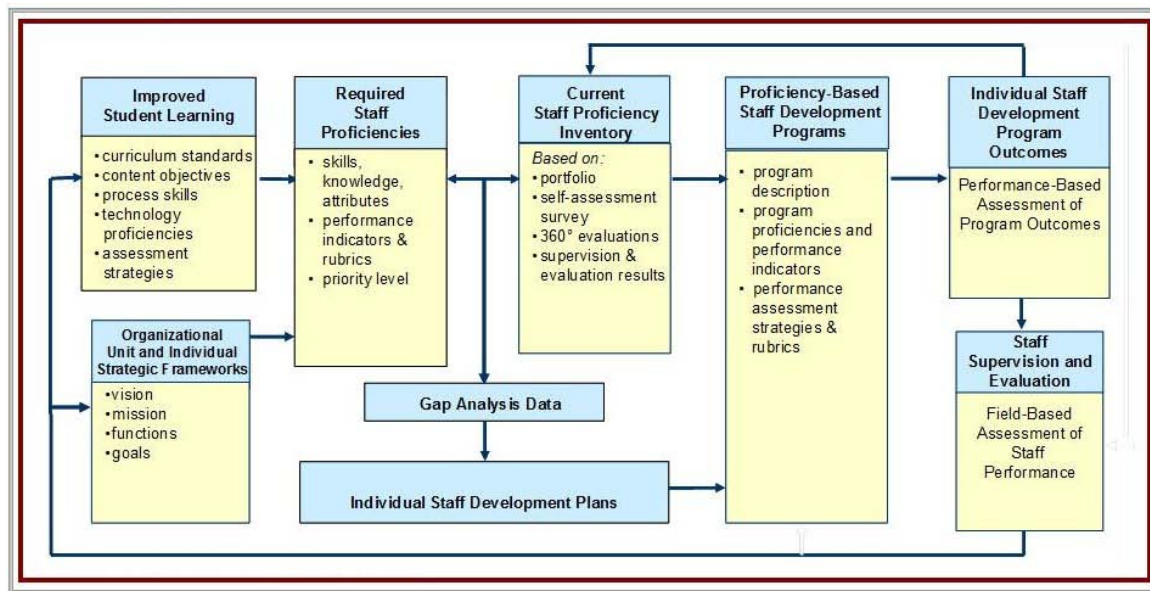 Improved
Student Learning
•curriculum standards
•content objectives
•process skills
•technology
proficiencies
•assessment
strategies
Organizational
Unit and Individual
Strategic Frameworks
•vision
•mission
•functions
•goals
Required
Staff
Proficiencies
• skills,
knowledge,
attributes
• performance
indicators &
rubrics
• priority level
Current
Staff Proficiency
Inventory
Based on:
•portfolio
•self-assessment
survey
•360° evaluations
•supervision &
evaluation results
Gap Analysis Data
Individual Staff Development Plans
Proficiency-Based
Staff Development
Programs
• program
description
• program
proficiencies and
performance
indicators
• performance
assessment
strategies &
rubrics
Individual Staff
Development
Program
Outcomes
Performance-Based
Assessment of
Program Outcomes
Staff
Supervision and
Evaluation
Field-Based
Assessment of
Staff
Performance